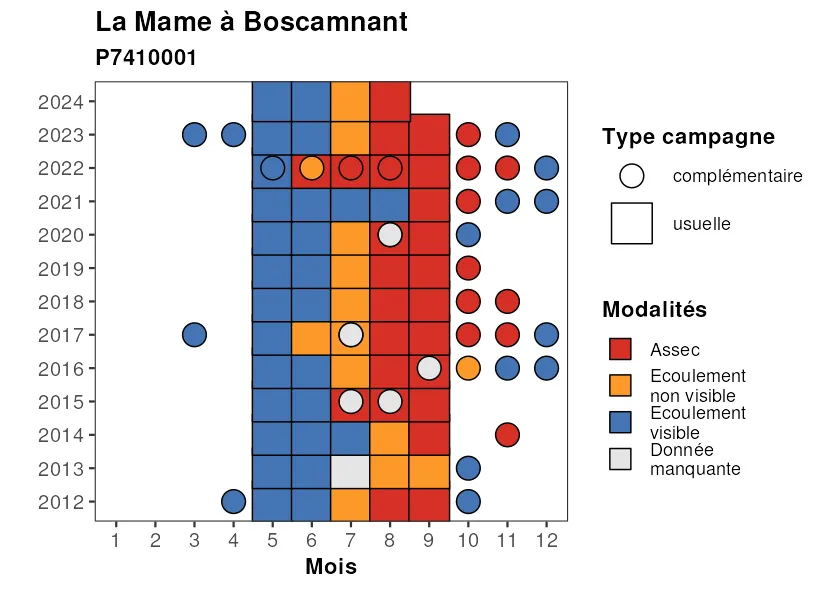 La Mame à Boscamnant
P7410001
2024
2023
2022
2021
2020
2019
2018
2017
2016
2015
2014
2013
2012
1 2 3 4 5 6 7 8 9 10 11 12
Mois
Type campagne
complémentaire
usuelle
Modalités
Assec
Ecoulement
non visible
Ecoulement
visible
Donnée
manquante